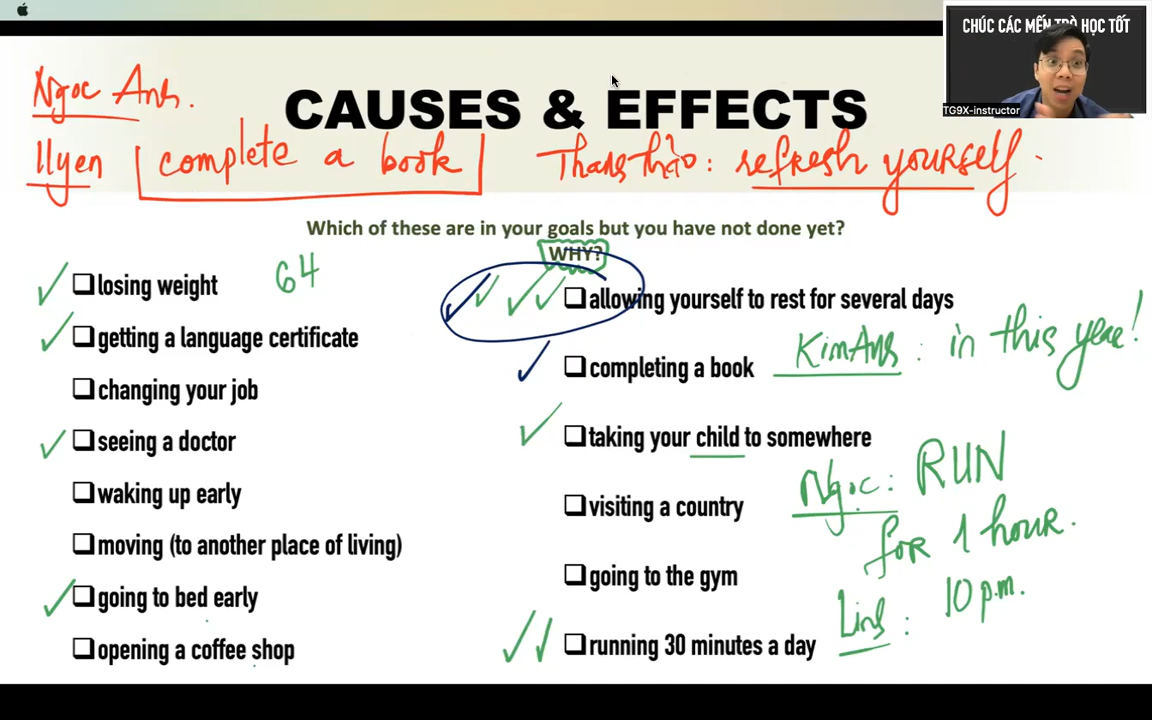 CHÚC CÁC MẾN TRÒ HỌC TỐT
TG9X-instructor
Ngọc Anh.
CAUSES & EFFECTS
Uyen complete a book Thang thảo: refresh yourself.
Which of these are in your goals but you have not done yet?
WHY?
losing weight 64
getting a language certificate
changing your job
seeing a doctor
waking up early
moving (to another place of living)
going to bed early
opening a coffee shop
allowing yourself to rest for several days
completing a book KimAnh: in this year!
taking your child to somewhere
visiting a country
going to the gym
running 30 minutes a day
Ngọc: RUN
for 1 hour.
Linh: 10 p.m.